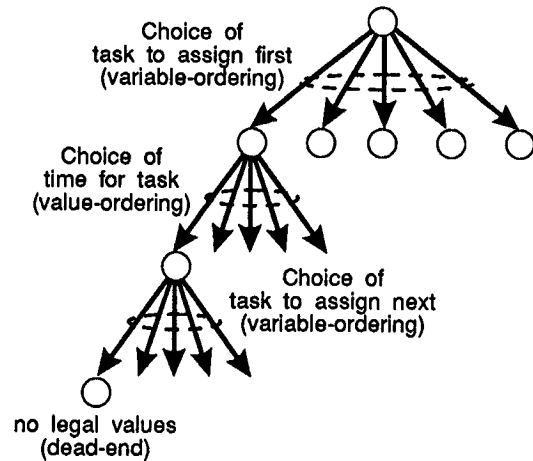 Choice of
task to assign first
(variable-ordering)
Choice of
time for task
(value-ordering)
Choice of
task to assign next
(variable-ordering)
no legal values
(dead-end)